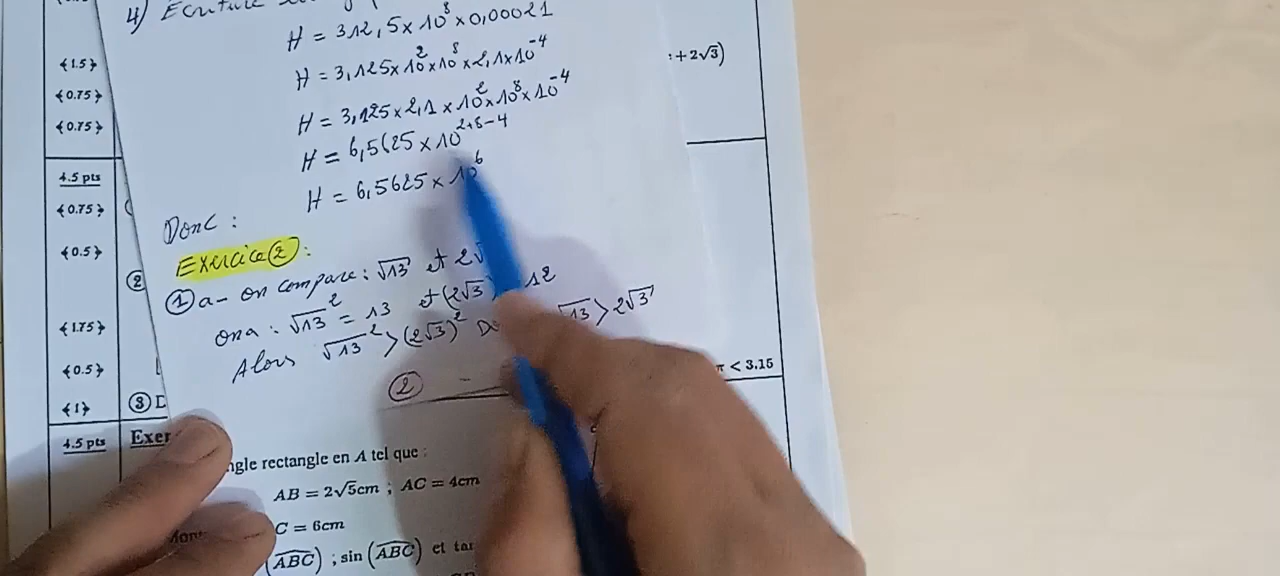 4) Ecriture
H = 312,5 × 10⁸ × 0,00021
H = 3,125 × 10² × 10⁸ × 2,1 × 10⁻⁴
H = 3,125 × 2,1 × 10² × 10⁸ × 10⁻⁴
H = 6,5625 × 10²⁺⁸⁻⁴
Donc : H = 6,5625 × 10⁶
Exercice ② :
① a- on compare : √13 et 2√
ona : √13² = 13 et (2√3) 12
Alors √13² > (2√3)² √13 > 2√3
②
+ 2√3)
< 3.15
{1.5}
{0.75}
{0.75}
4.5 pts
{0.75}
{0.5}
②
{1.75}
{0.5}
{1}
③ D
4.5 pts
Exer
ngle rectangle en A tel que :
AB = 2√5cm ; AC = 4cm
C = 6cm
(ABC) ; sin (ABC) et tan